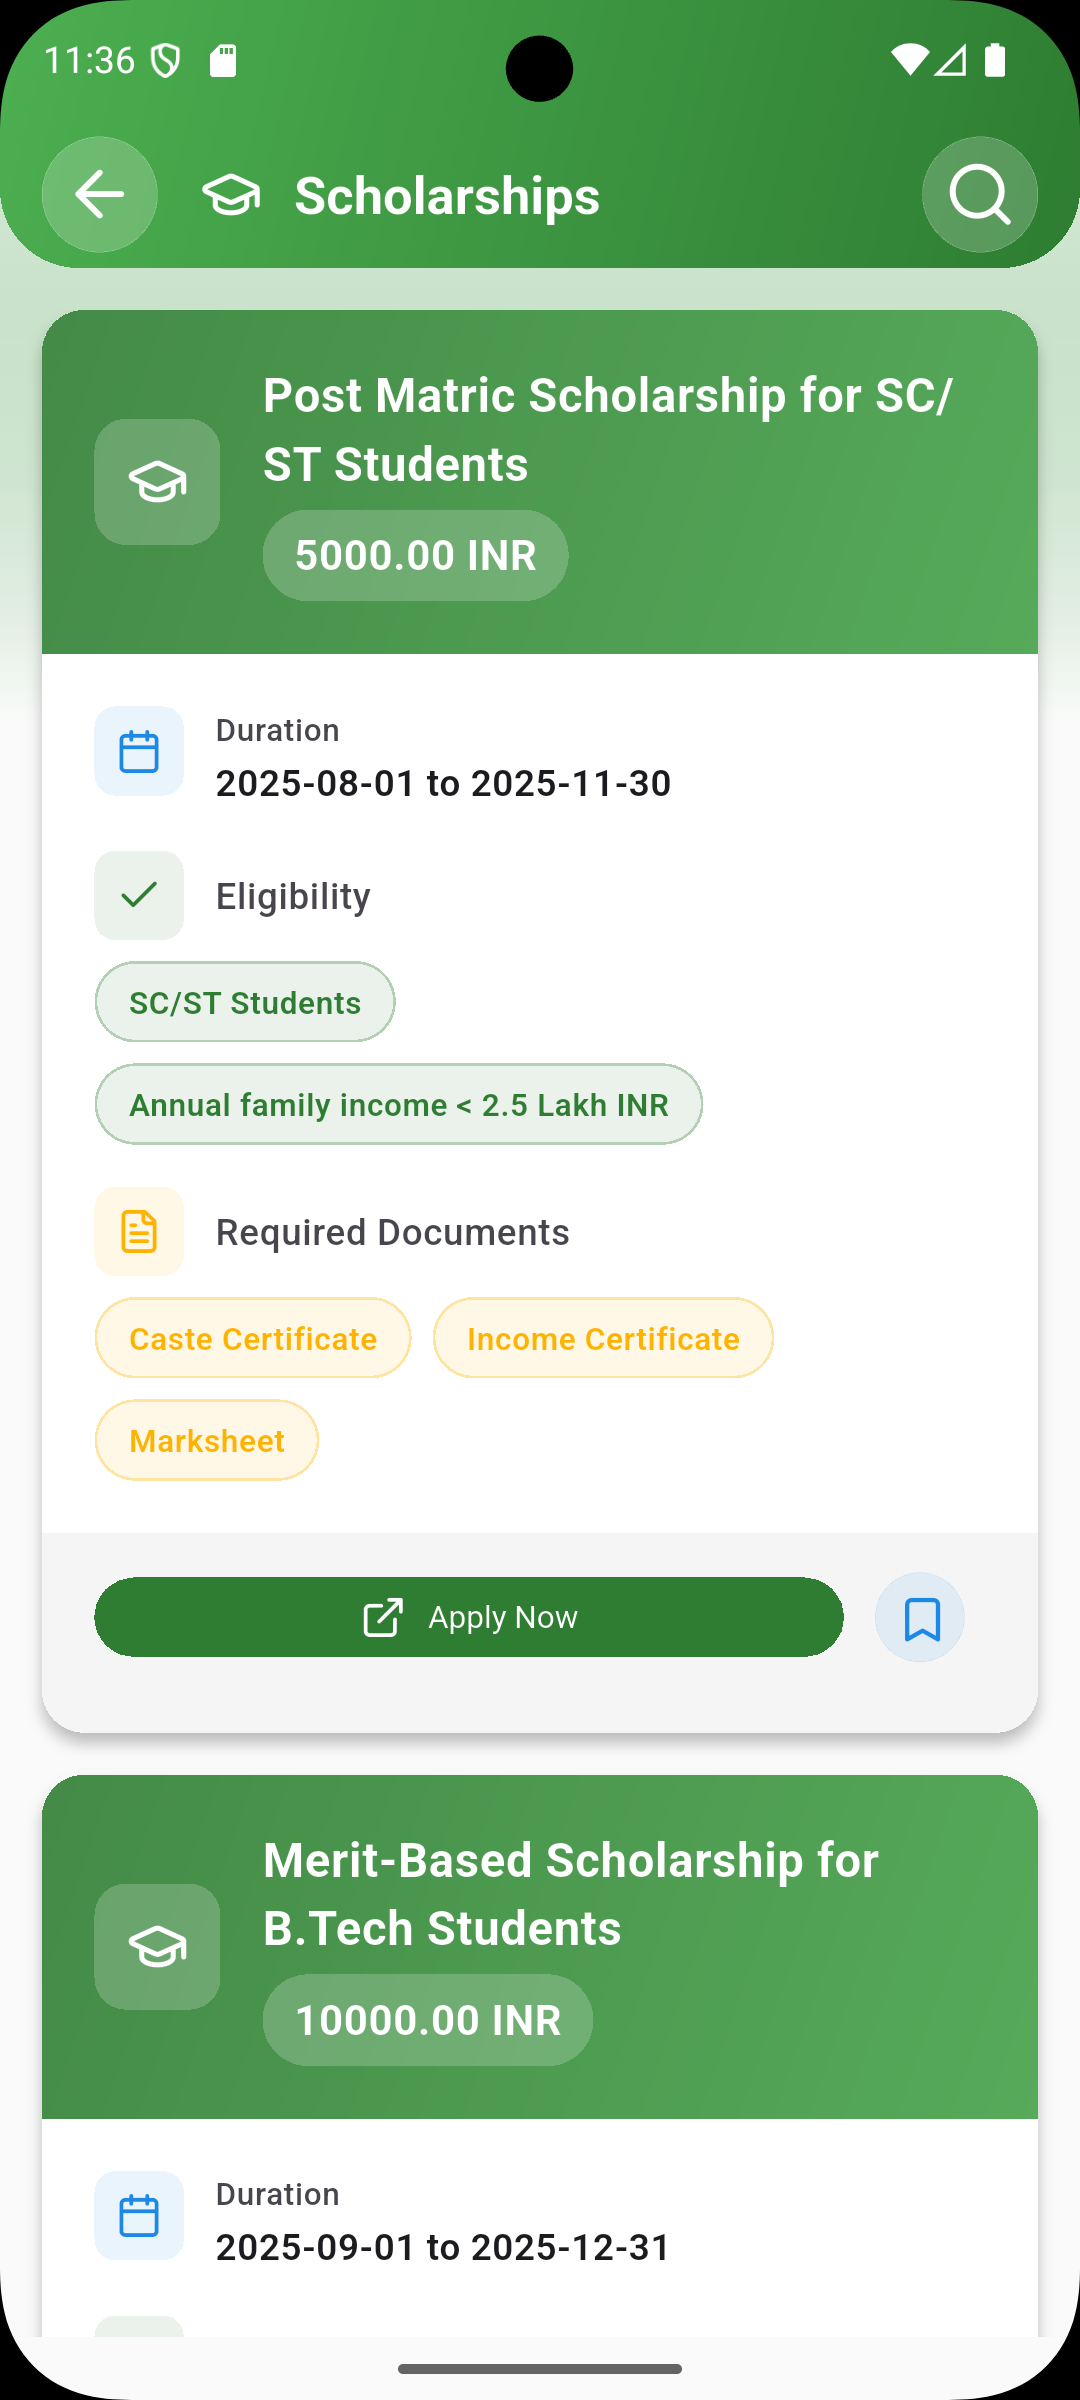 11:36
Scholarships
Post Matric Scholarship for SC/
ST Students
5000.00 INR
Duration
2025-08-01 to 2025-11-30
Eligibility
SC/ST Students
Annual family income < 2.5 Lakh INR
Required Documents
Caste Certificate
Income Certificate
Marksheet
Apply Now
Merit-Based Scholarship for
B.Tech Students
10000.00 INR
Duration
2025-09-01 to 2025-12-31